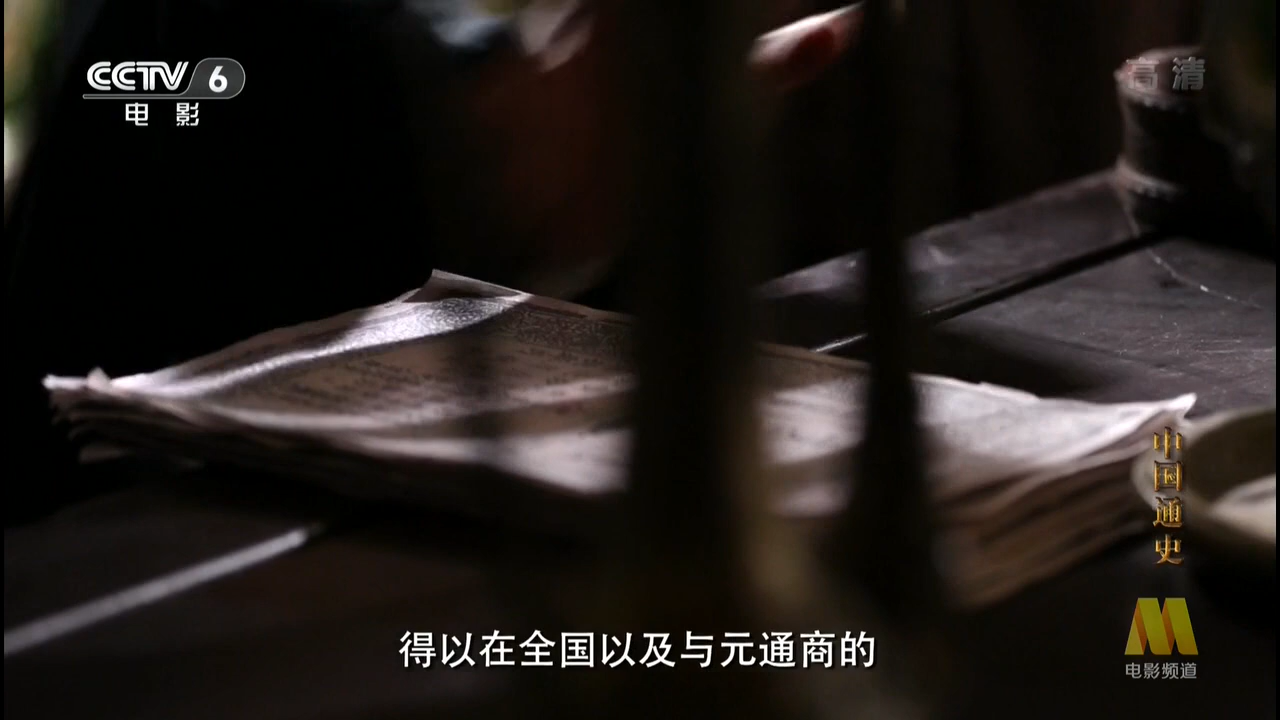 CCTV 6
电影
高清
中国通史
得以在全国以及与元通商的
电影频道